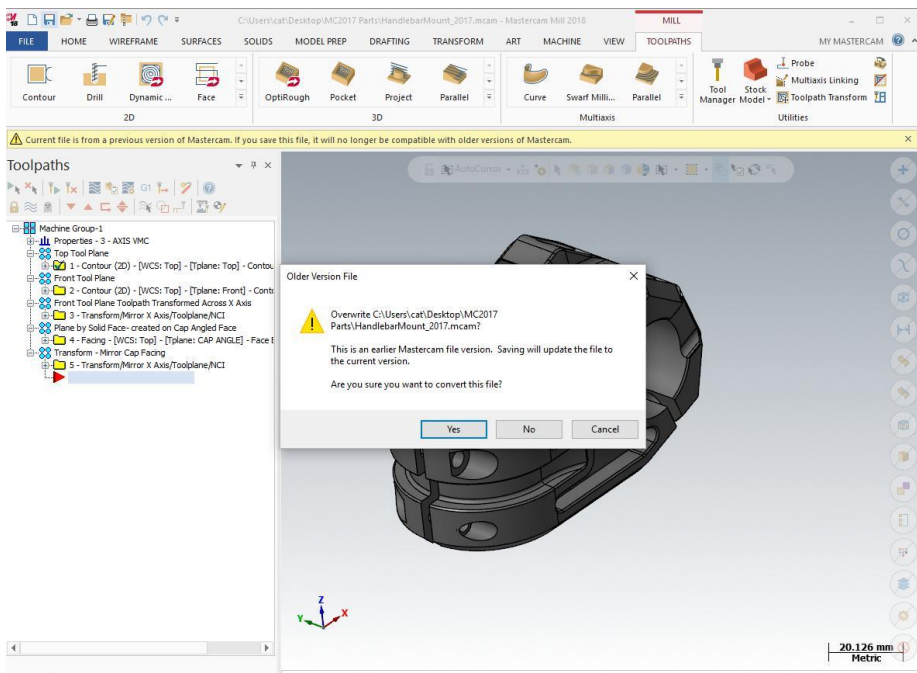 C:\Users\cat\Desktop\MC2017 Parts\HandlebarMount_2017.mcam - Mastercam Mill 2018
MILL
FILE HOME WIREFRAME SURFACES SOLIDS MODEL PREP DRAFTING TRANSFORM ART MACHINE VIEW TOOLPATHS MY MASTERCAM
Contour Drill Dynamic ... Face
2D
OptiRough Pocket Project Parallel
3D
Curve Swarf Milli... Parallel
Multiaxis
Tool Manager
Stock Model
Probe
Multiaxis Linking
Toolpath Transform
Utilities
Current file is from a previous version of Mastercam. If you save this file, it will no longer be compatible with older versions of Mastercam.
Toolpaths
AutoCursor
G1
Machine Group-1
Properties - 3 - AXIS VMC
Top Tool Plane
1 - Contour (2D) - [WCS: Top] - [Tplane: Top] - Contou
Front Tool Plane
2 - Contour (2D) - [WCS: Top] - [Tplane: Front] - Conto
Front Tool Plane Toolpath Transformed Across X Axis
3 - Transform/Mirror X Axis/Toolplane/NCI
Plane by Solid Face- created on Cap Angled Face
4 - Facing - [WCS: Top] - [Tplane: CAP ANGLE] - Face E
Transform - Mirror Cap Facing
5 - Transform/Mirror X Axis/Toolplane/NCI
Older Version File
Overwrite C:\Users\cat\Desktop\MC2017
Parts\HandlebarMount_2017.mcam?
This is an earlier Mastercam file version. Saving will update the file to
the current version.
Are you sure you want to convert this file?
Yes No Cancel
Z
Y X
20.126 mm
Metric